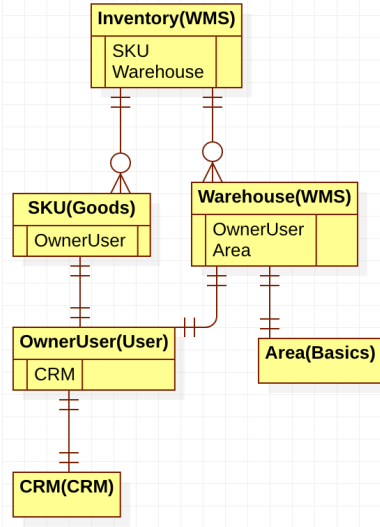 Inventory(WMS)
SKU
Warehouse
SKU(Goods)
OwnerUser
Warehouse(WMS)
OwnerUser
Area
OwnerUser(User)
CRM
Area(Basics)
CRM(CRM)